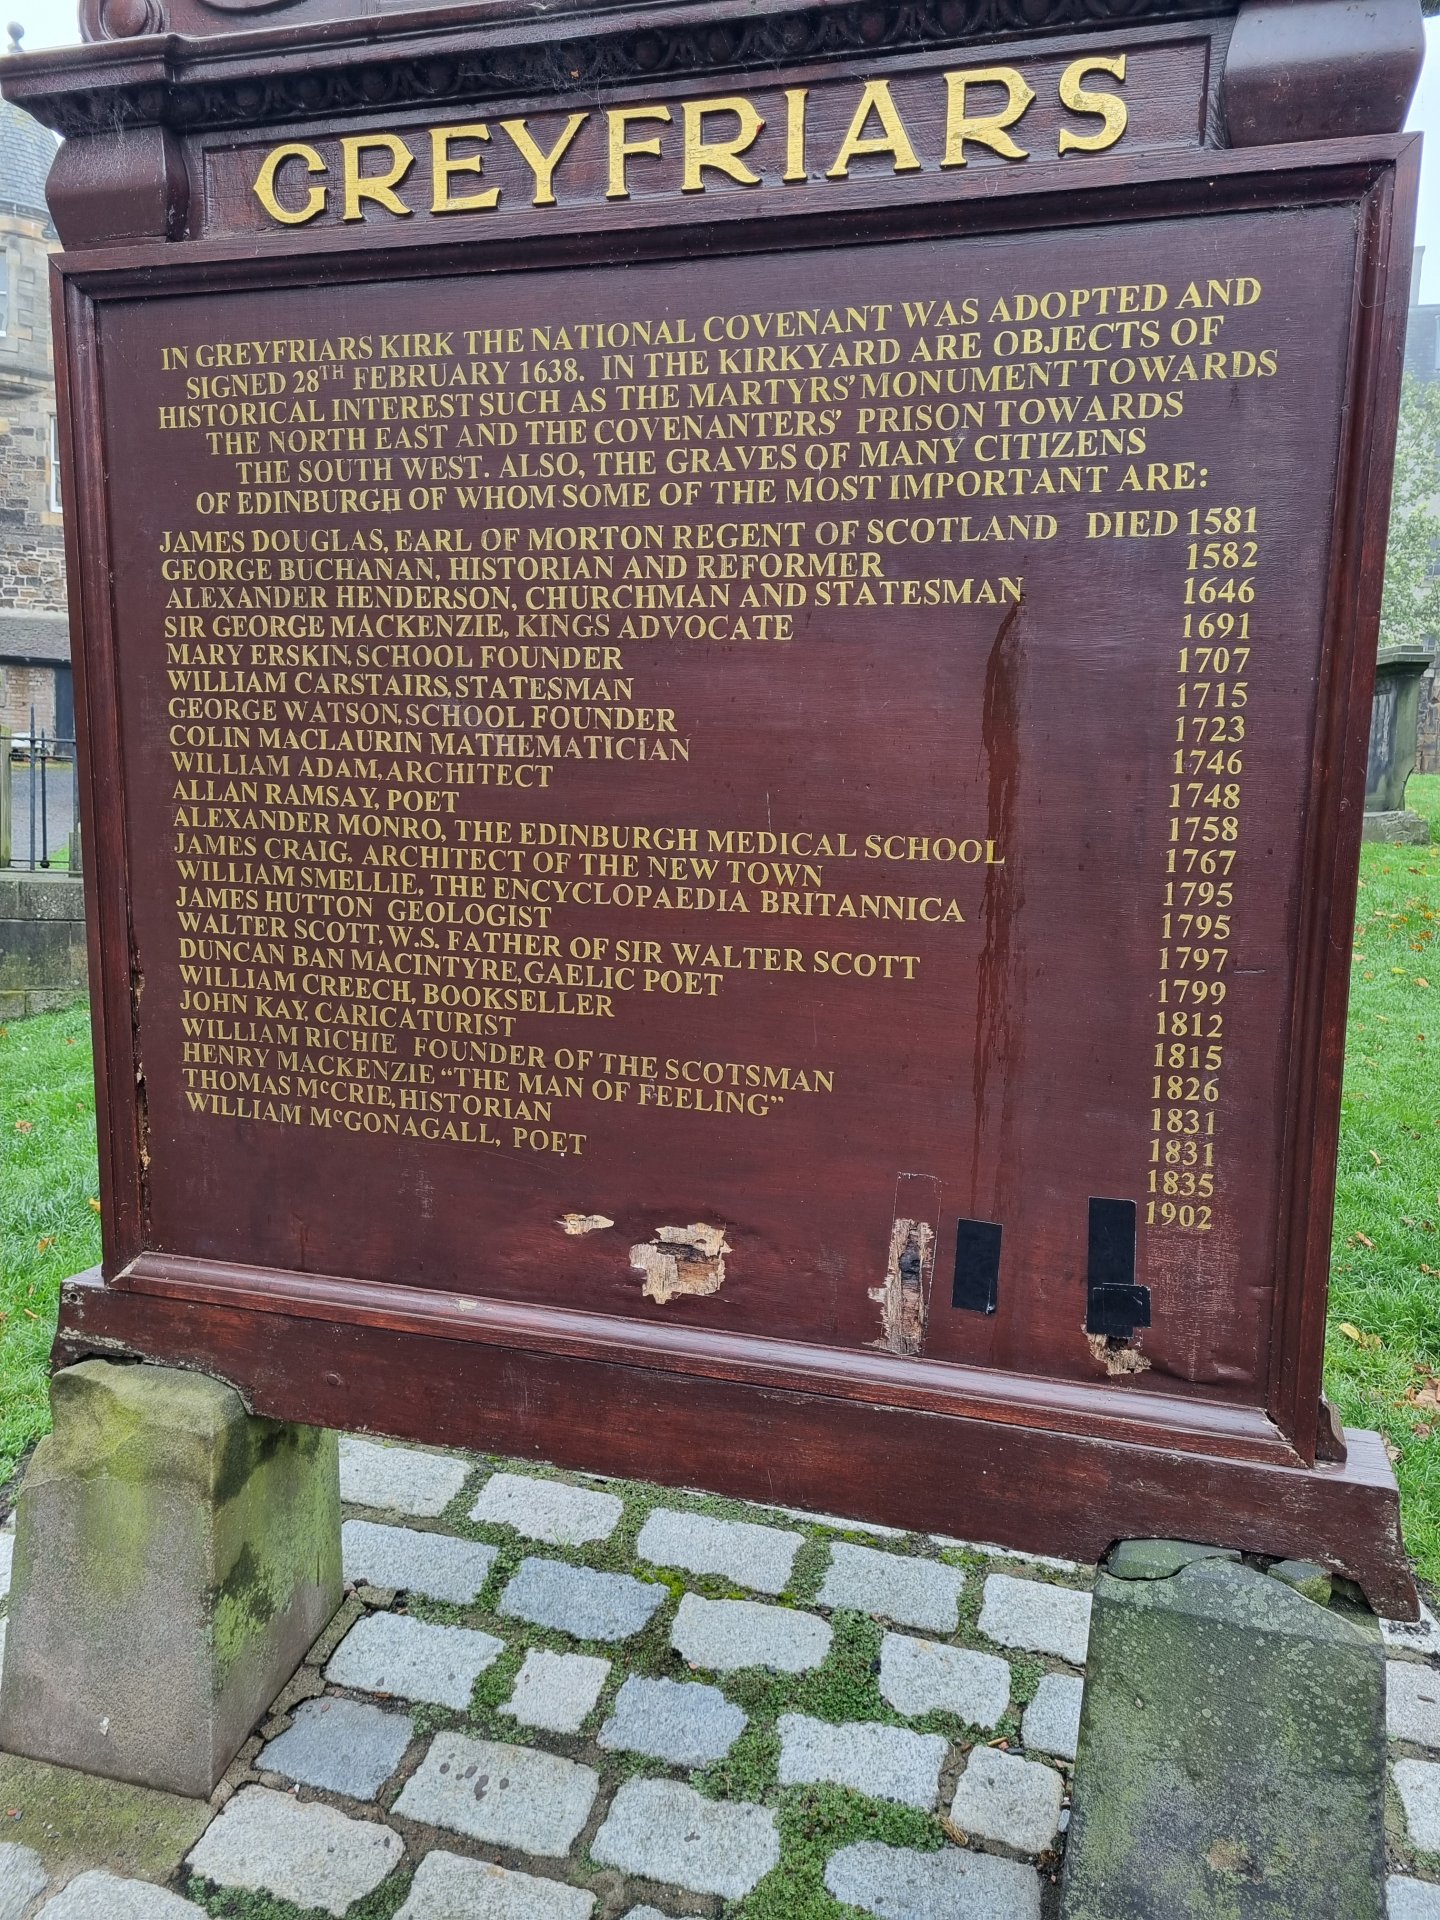 GREYFRIARS
IN GREYFRIARS KIRK THE NATIONAL COVENANT WAS ADOPTED AND
SIGNED 28TH FEBRUARY 1638. IN THE KIRKYARD ARE OBJECTS OF
HISTORICAL INTEREST SUCH AS THE MARTYRS' MONUMENT TOWARDS
THE NORTH EAST AND THE COVENANTERS' PRISON TOWARDS
THE SOUTH WEST. ALSO, THE GRAVES OF MANY CITIZENS
OF EDINBURGH OF WHOM SOME OF THE MOST IMPORTANT ARE:
JAMES DOUGLAS, EARL OF MORTON REGENT OF SCOTLAND DIED 1581
GEORGE BUCHANAN, HISTORIAN AND REFORMER 1582
ALEXANDER HENDERSON, CHURCHMAN AND STATESMAN 1646
SIR GEORGE MACKENZIE, KINGS ADVOCATE 1691
MARY ERSKIN, SCHOOL FOUNDER 1707
WILLIAM CARSTAIRS, STATESMAN 1715
GEORGE WATSON, SCHOOL FOUNDER 1723
COLIN MACLAURIN MATHEMATICIAN 1746
WILLIAM ADAM, ARCHITECT 1748
ALLAN RAMSAY, POET 1758
ALEXANDER MONRO, THE EDINBURGH MEDICAL SCHOOL 1767
JAMES CRAIG, ARCHITECT OF THE NEW TOWN 1795
WILLIAM SMELLIE, THE ENCYCLOPAEDIA BRITANNICA 1795
JAMES HUTTON GEOLOGIST 1797
WALTER SCOTT, W.S. FATHER OF SIR WALTER SCOTT 1799
DUNCAN BAN MACINTYRE, GAELIC POET 1812
WILLIAM CREECH, BOOKSELLER 1815
JOHN KAY, CARICATURIST 1826
WILLIAM RICHIE FOUNDER OF THE SCOTSMAN 1831
HENRY MACKENZIE "THE MAN OF FEELING" 1831
THOMAS McCRIE, HISTORIAN 1835
WILLIAM McGONAGALL, POET 1902